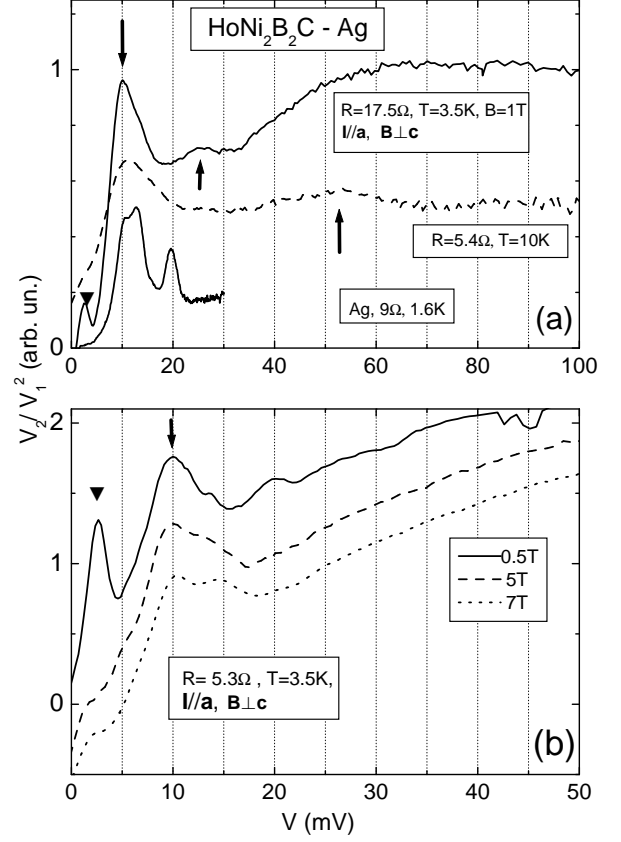 HoNi₂B₂C - Ag
1
R=17.5Ω, T=3.5K, B=1T
I//a, B⊥c
R=5.4Ω, T=10K
Ag, 9Ω, 1.6K
(a)
0
0 20 40 60 80 100
V₂/ V₁² (arb. un.)
2
1
0
0.5T
5T
7T
R= 5.3Ω , T=3.5K,
I//a, B⊥c
(b)
0 10 20 30 40 50
V (mV)